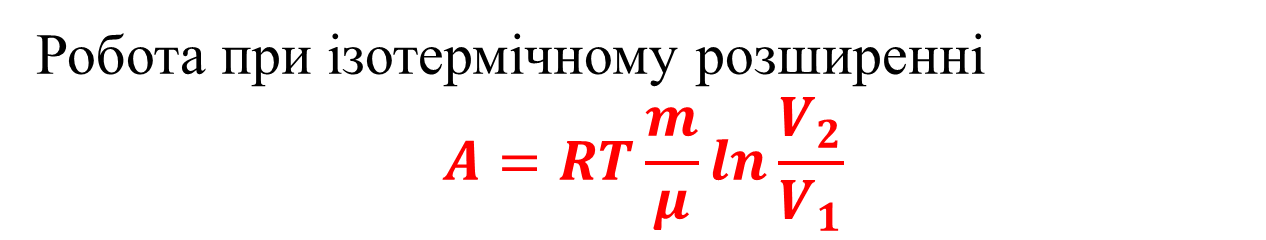 Робота при ізотермічному розширенні
A = RT m/μ ln V₂/V₁